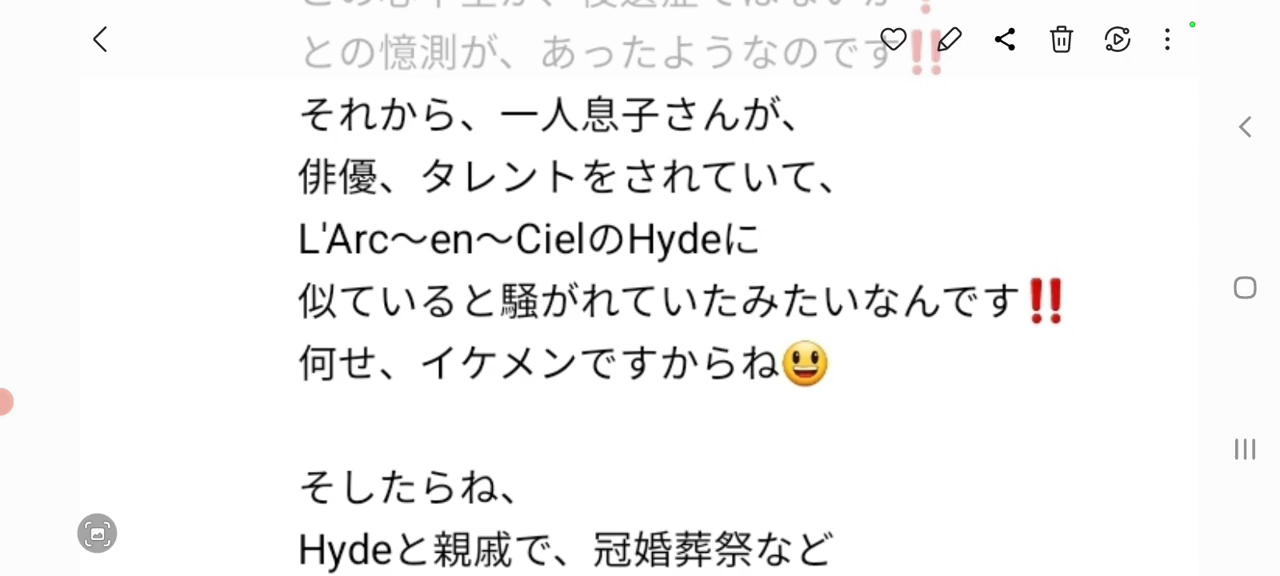 との憶測が、あったようなのです‼️
それから、一人息子さんが、
俳優、タレントをされていて、
L'Arc〜en〜CielのHydeに
似ていると騒がれていたみたいなんです‼️
何せ、イケメンですからね😃
そしたらね、
Hydeと親戚で、冠婚葬祭など